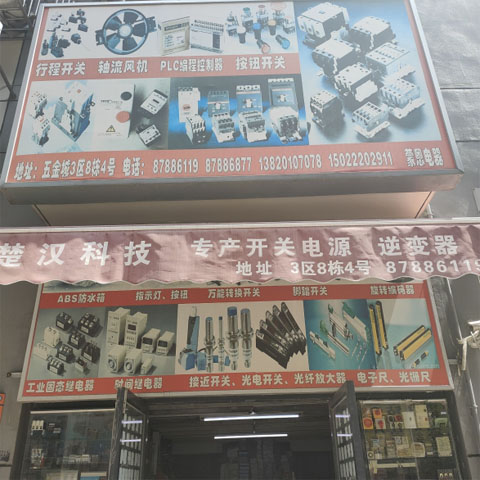 行程开关 轴流风机 PLC编程控制器 按钮开关
地址：五金城3区8栋4号 电话：87886119 87886877 13820107078 15022202911
豪恩电器
楚汉科技 专产开关电源 逆变器
地址 3区8栋4号 87886119
ABS防水箱 指示灯、按钮 万能转换开关 脚踏开关 旋转编码器
工业固态继电器 时间继电器 接近开关、光电开关、光纤放大器 电子尺、光栅尺